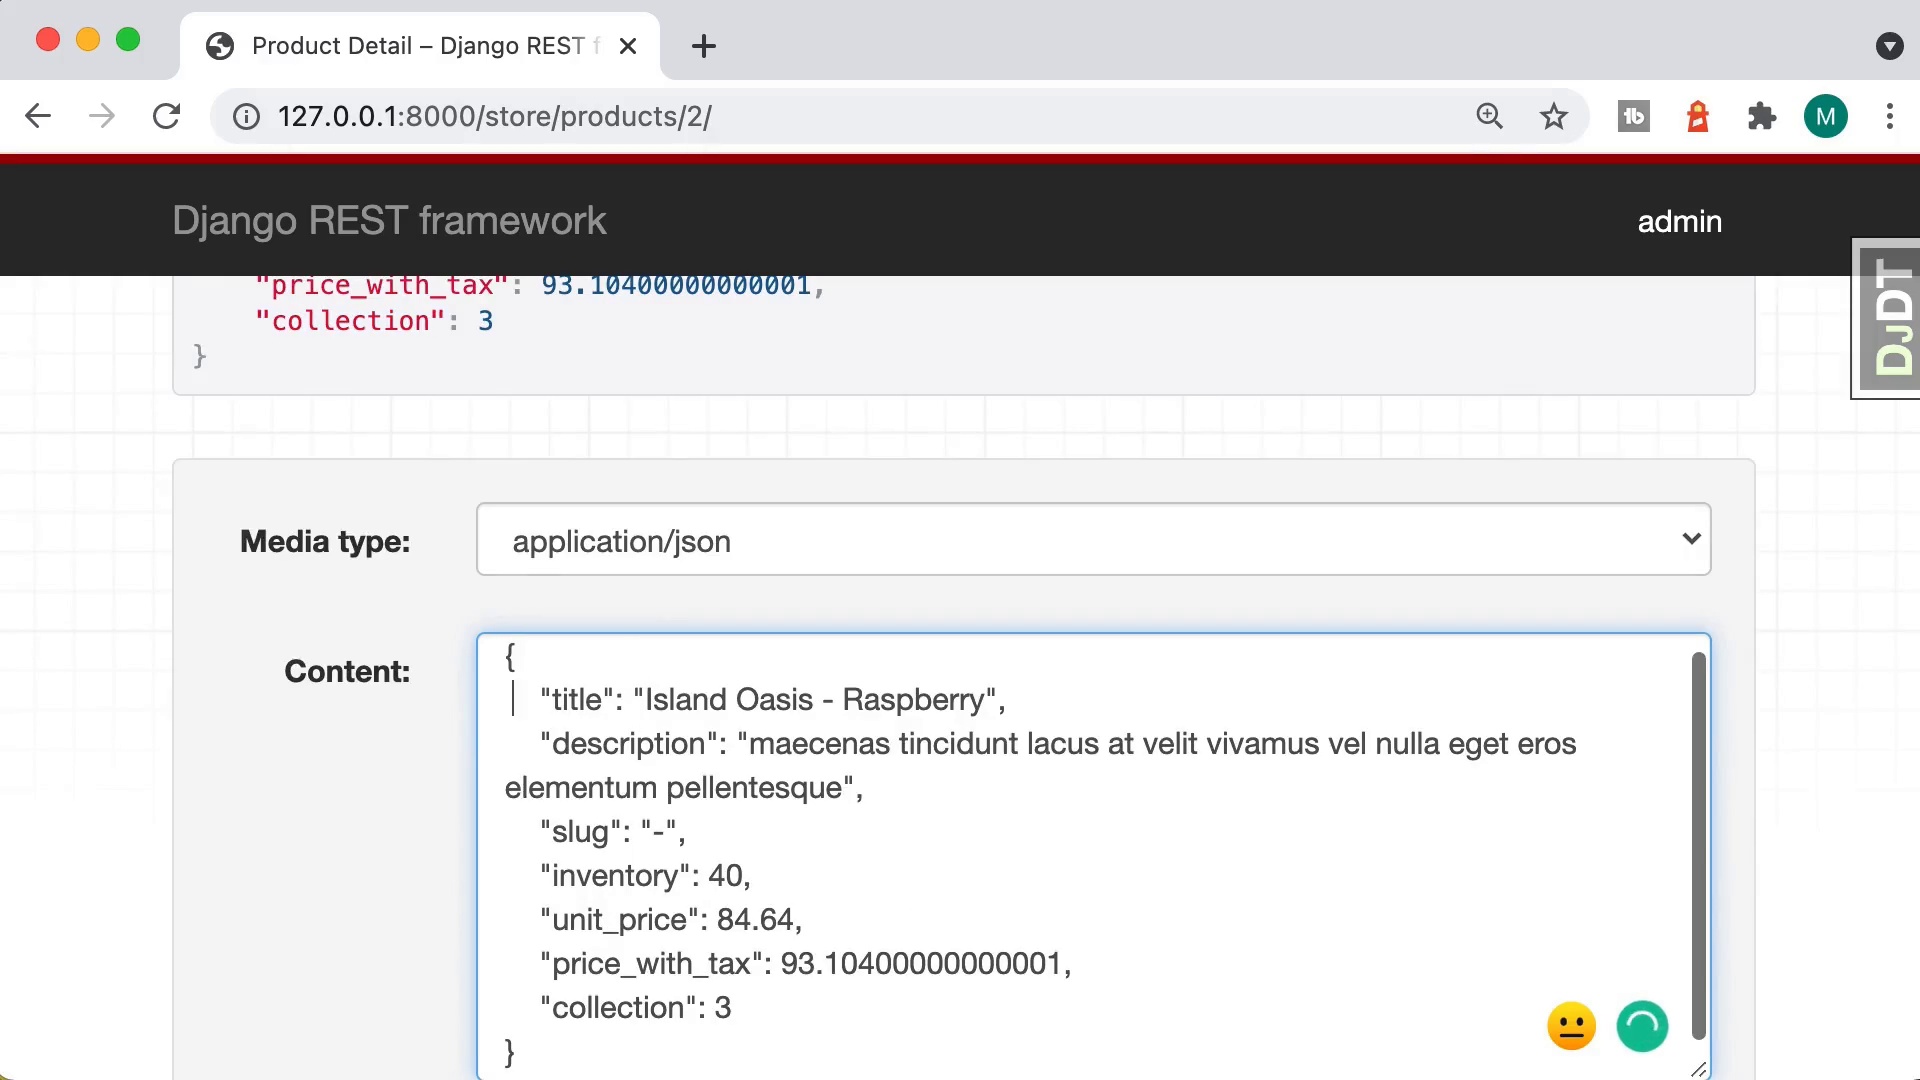 Product Detail – Django REST f
127.0.0.1:8000/store/products/2/
M
Django REST framework
admin
DJDT
"price_with_tax": 93.10400000000001,
"collection": 3
}
Media type:
application/json
Content:
{
"title": "Island Oasis - Raspberry",
"description": "maecenas tincidunt lacus at velit vivamus vel nulla eget eros
elementum pellentesque",
"slug": "-",
"inventory": 40,
"unit_price": 84.64,
"price_with_tax": 93.10400000000001,
"collection": 3
}